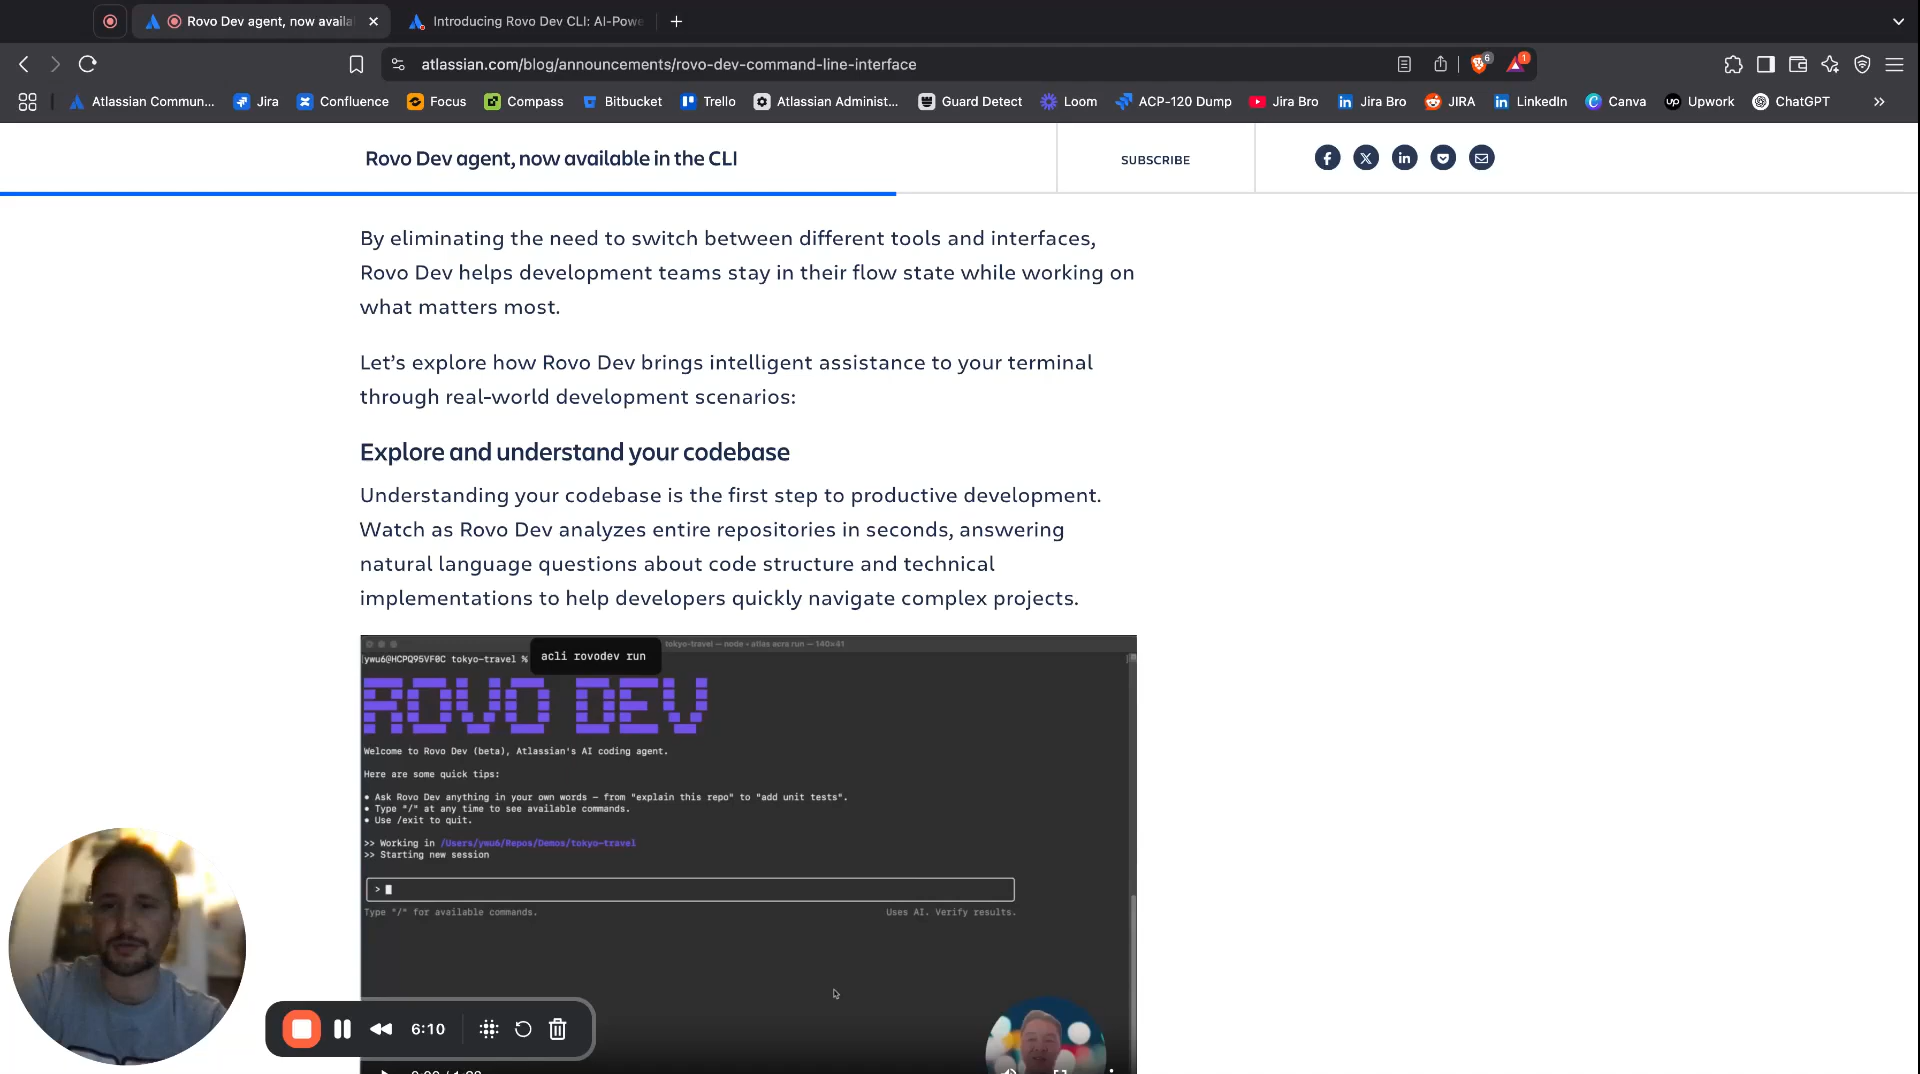 Rovo Dev agent, now availa
Introducing Rovo Dev CLI: AI-Powe
atlassian.com/blog/announcements/rovo-dev-command-line-interface
6
1
Atlassian Commun...
Jira
Confluence
Focus
Compass
Bitbucket
Trello
Atlassian Administ...
Guard Detect
Loom
ACP-120 Dump
Jira Bro
Jira Bro
JIRA
LinkedIn
Canva
Upwork
ChatGPT
Rovo Dev agent, now available in the CLI
SUBSCRIBE
By eliminating the need to switch between different tools and interfaces,
Rovo Dev helps development teams stay in their flow state while working on
what matters most.
Let’s explore how Rovo Dev brings intelligent assistance to your terminal
through real-world development scenarios:
Explore and understand your codebase
Understanding your codebase is the first step to productive development.
Watch as Rovo Dev analyzes entire repositories in seconds, answering
natural language questions about code structure and technical
implementations to help developers quickly navigate complex projects.
tokyo-travel — node • atlas acra run — 140×41
[ywu6@HCPQ95VF0C tokyo-travel %
acli rovodev run
ROVO DEV
Welcome to Rovo Dev (beta), Atlassian's AI coding agent.
Here are some quick tips:
• Ask Rovo Dev anything in your own words – from "explain this repo" to "add unit tests".
• Type "/" at any time to see available commands.
• Use /exit to quit.
>> Working in /Users/ywu6/Repos/Demos/tokyo-travel
>> Starting new session
>
Type "/" for available commands.
Uses AI. Verify results.
6:10